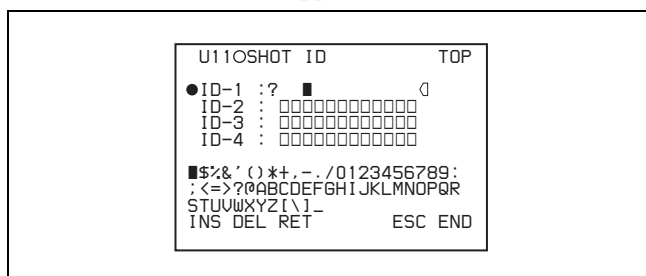 U11○SHOT ID TOP
●ID-1 :? ■
ID-2 : □□□□□□□□□□□□
ID-3 : □□□□□□□□□□□□
ID-4 : □□□□□□□□□□□□
■$%&'()*+,-./0123456789:
;<=>?@ABCDEFGHIJKLMNOPQR
STUVWXYZ[\]_
INS DEL RET ESC END